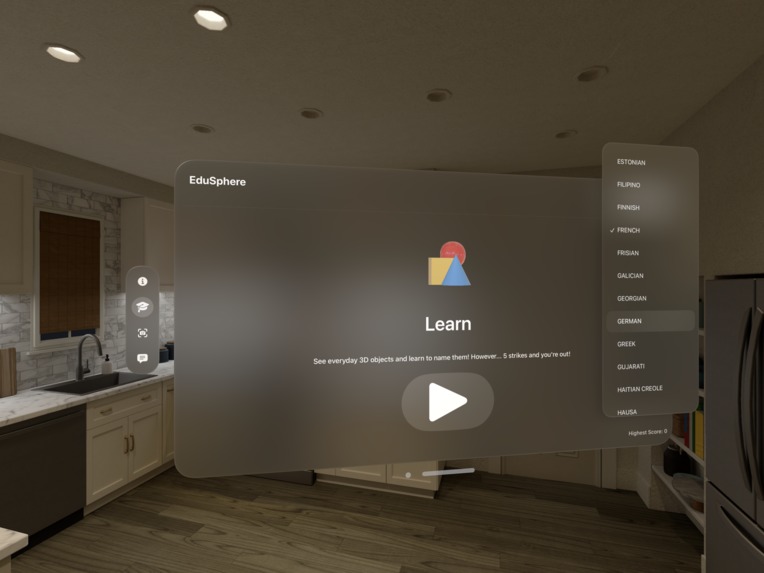 EduSphere
Learn
See everyday 3D objects and learn to name them! However... 5 strikes and you're out!
ESTONIAN
FILIPINO
FINNISH
✓ FRENCH
FRISIAN
GALICIAN
GEORGIAN
GERMAN
GREEK
GUJARATI
HAITIAN CREOLE
HAUSA
Highest Score: 0